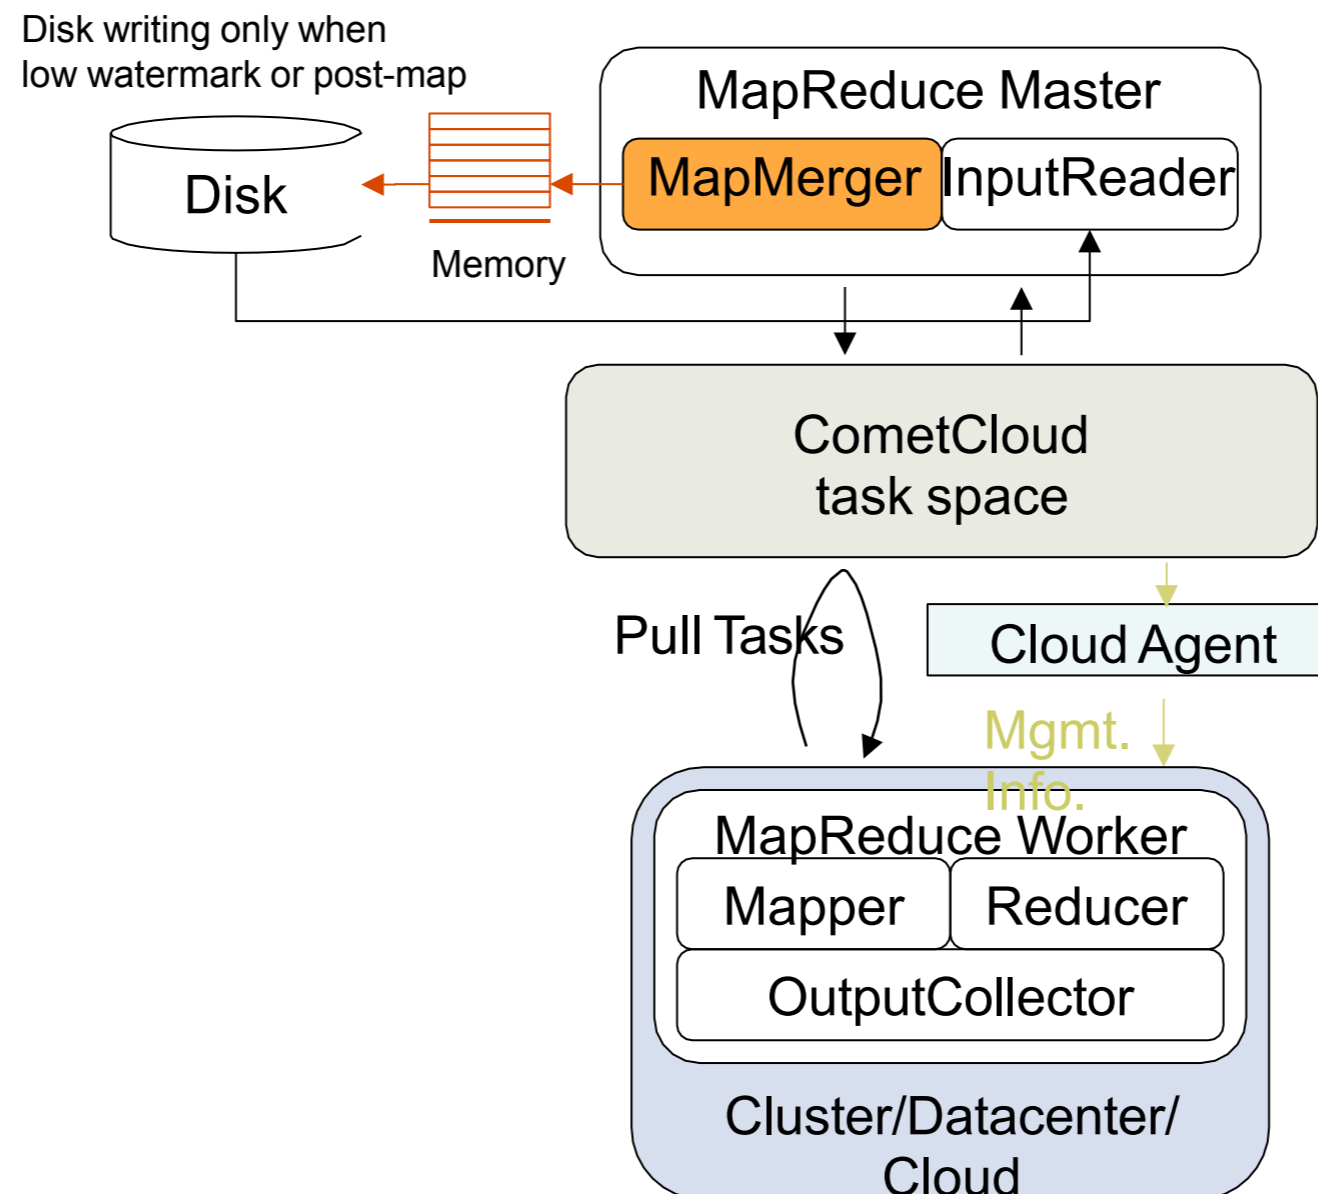 Disk writing only when
low watermark or post-map
MapReduce Master
MapMerger
InputReader
Disk
Memory
CometCloud
task space
Pull Tasks
Cloud Agent
Mgmt.
Info.
MapReduce Worker
Mapper
Reducer
OutputCollector
Cluster/Datacenter/
Cloud